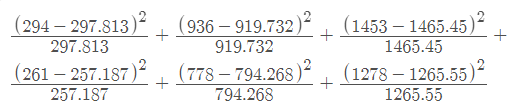 (294 − 297.813)²/297.813 + (936 − 919.732)²/919.732 + (1453 − 1465.45)²/1465.45 +
(261 − 257.187)²/257.187 + (778 − 794.268)²/794.268 + (1278 − 1265.55)²/1265.55